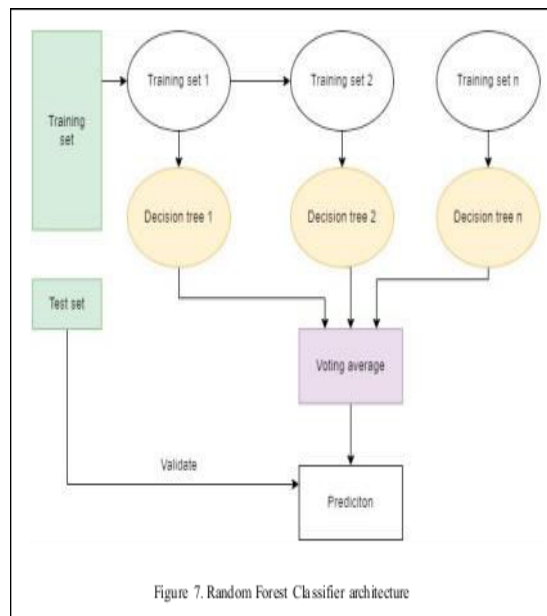 Training set 1
Training set 2
Training set n
Training
set
Decision tree 1
Decision tree 2
Decision tree n
Test set
Voting average
Validate
Prediciton
Figure 7. Random Forest Classifier architecture